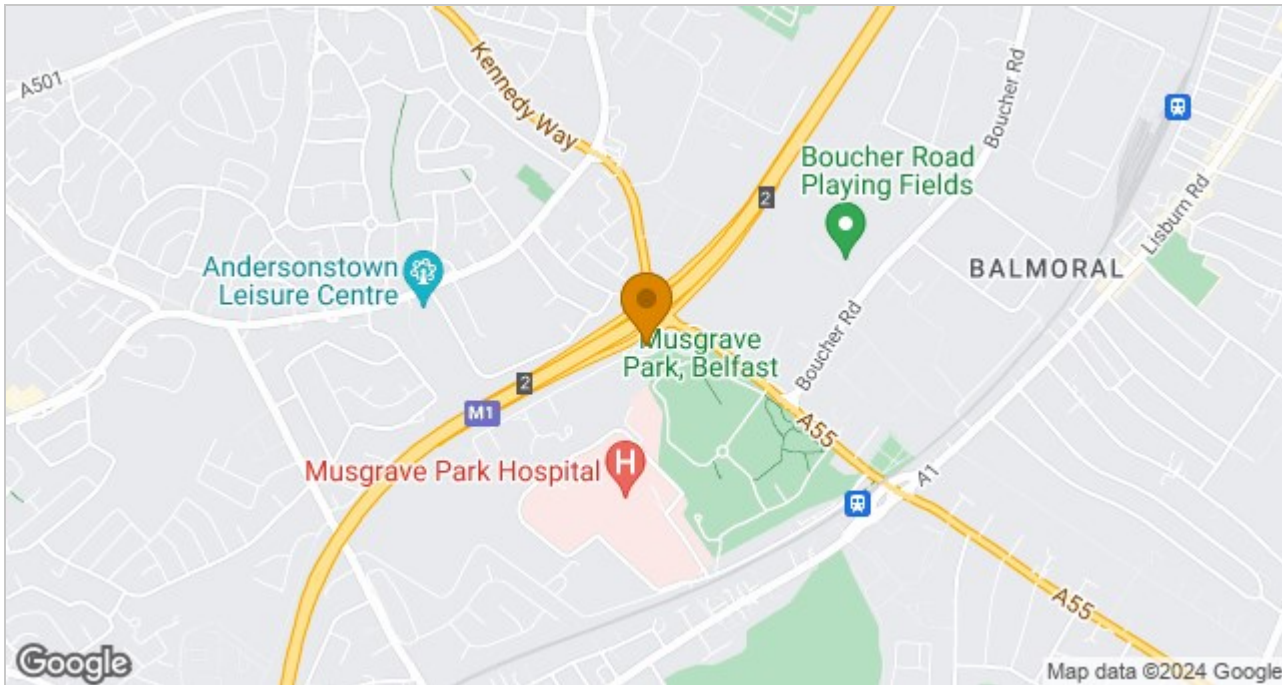 A501
Kennedy Way
2
Boucher Rd
Boucher Road
Playing Fields
Lisburn Rd
BALMORAL
Andersonstown
Leisure Centre
Boucher Rd
Musgrave
Park, Belfast
2
M1
A55
Musgrave Park Hospital
H
A1
A55
Google
Map data ©2024 Google